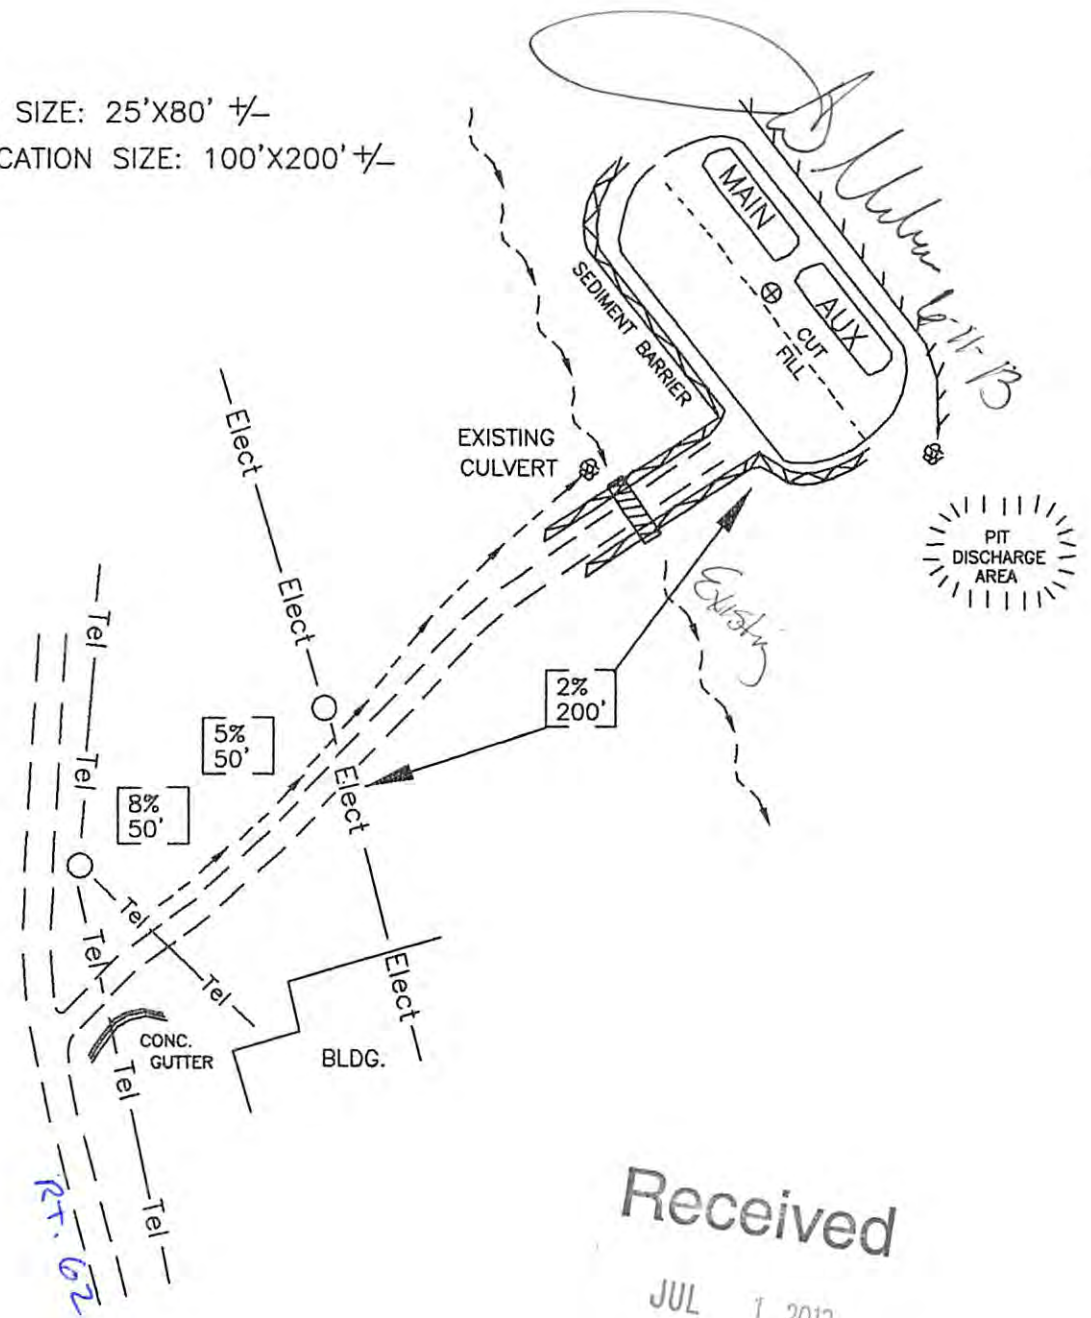 SIZE: 25'X80' +/-
CATION SIZE: 100'X200' +/-
MAIN
AUX
CUT
FILL
SEDIMENT BARRIER
6-11-13
EXISTING
CULVERT
PIT
DISCHARGE
AREA
Existing
Elect
Elect
Elect
Elect
2%
200'
5%
50'
8%
50'
Tel
Tel
Tel
Tel
Tel
Tel
Tel
CONC.
GUTTER
BLDG.
RT. 62
Received
JUL 1 2013